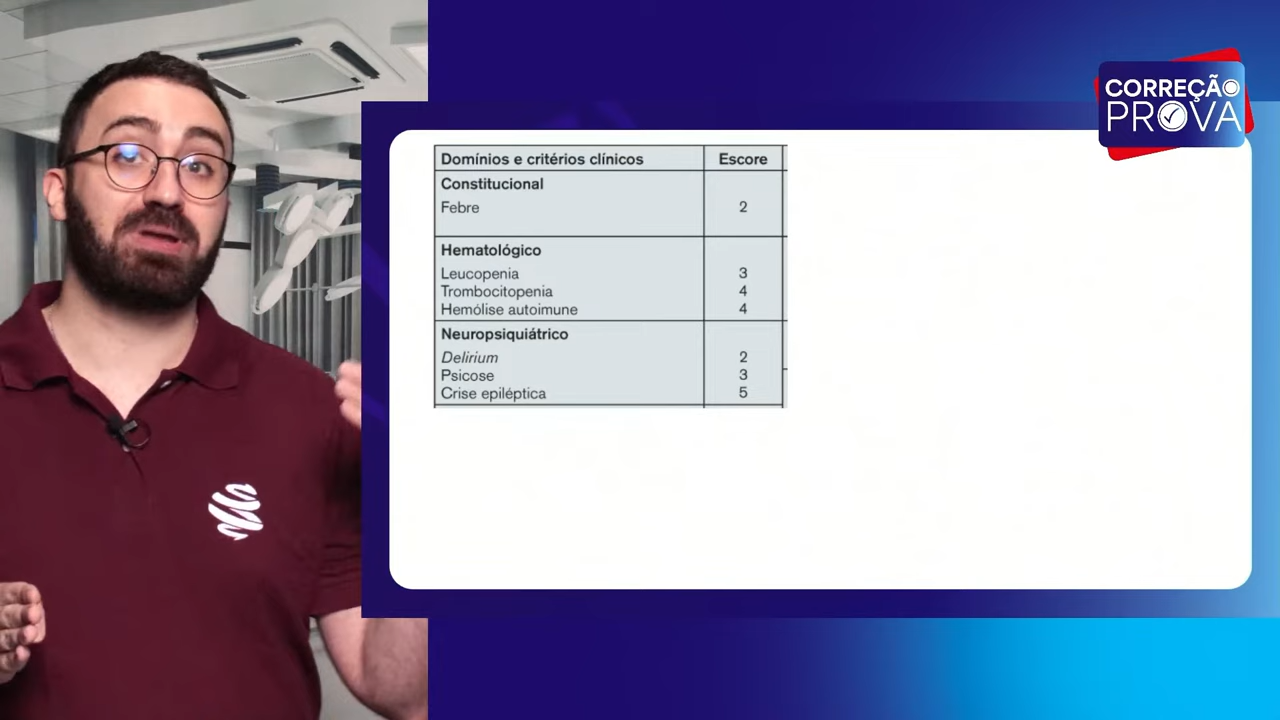 CORREÇÃO
PROVA
Domínios e critérios clínicos Escore
Constitucional
Febre 2
Hematológico
Leucopenia 3
Trombocitopenia 4
Hemólise autoimune 4
Neuropsiquiátrico
Delirium 2
Psicose 3
Crise epiléptica 5